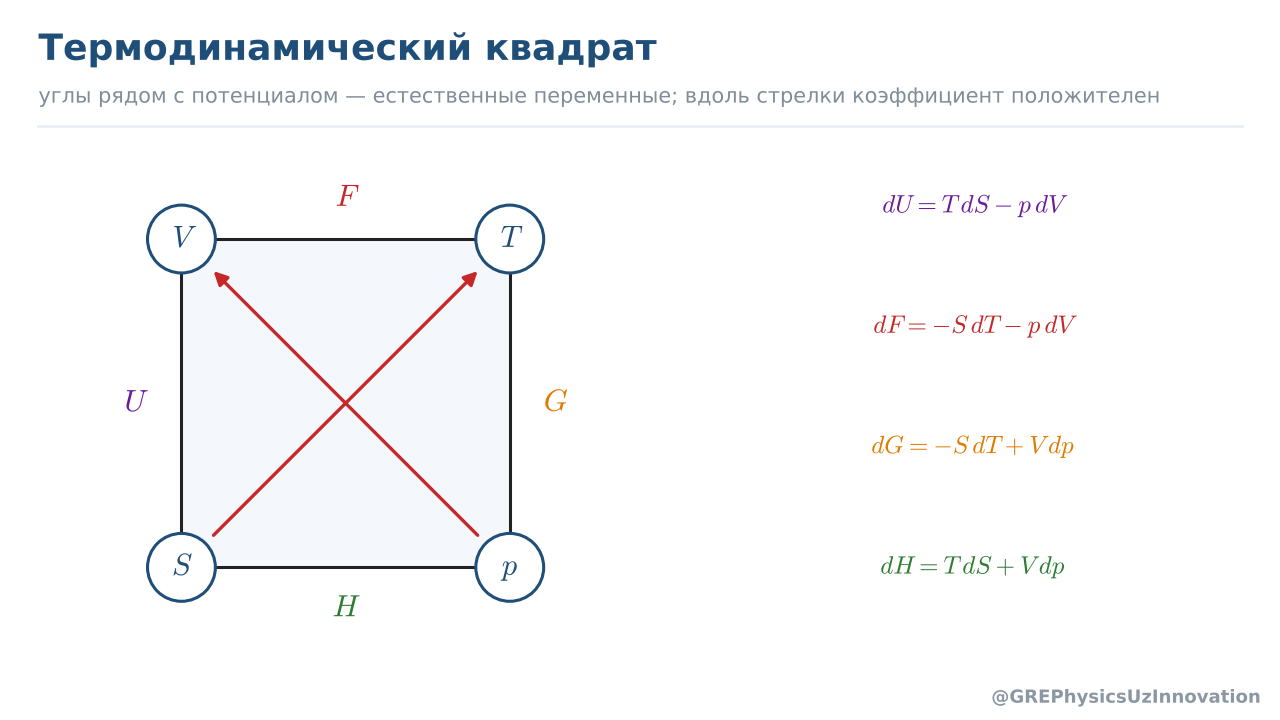 Термодинамический квадрат
углы рядом с потенциалом — естественные переменные; вдоль стрелки коэффициент положителен
F
V
T
U
G
S
p
H
dU = T dS − p dV
dF = −S dT − p dV
dG = −S dT + V dp
dH = T dS + V dp
@GREPhysicsUzInnovation